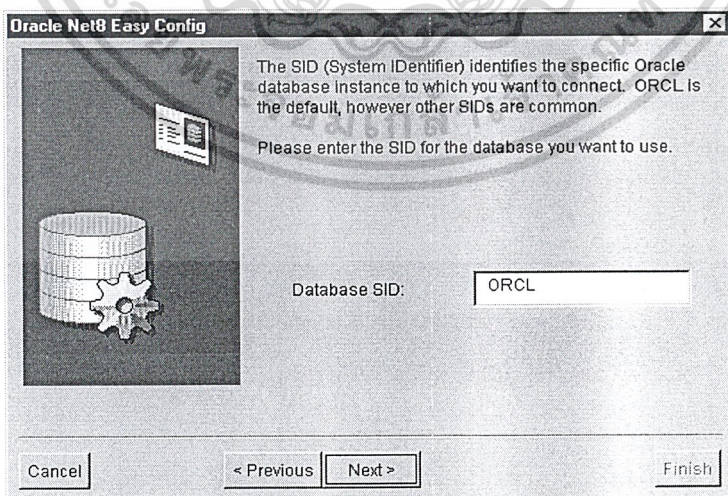 Oracle Net8 Easy Config
The SID (System IDentifier) identifies the specific Oracle
database instance to which you want to connect. ORCL is
the default, however other SIDs are common.
Please enter the SID for the database you want to use.
Database SID: ORCL
Cancel < Previous Next > Finish